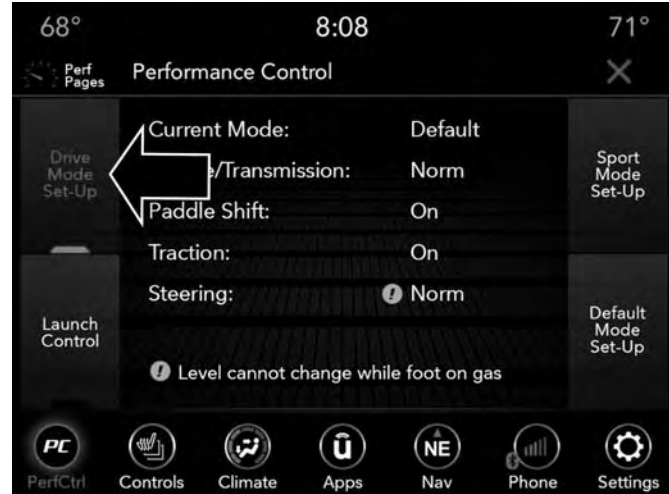 68° 8:08 71°
Perf
Pages
Performance Control
Drive
Mode
Set-Up
Launch
Control
Current Mode: Default
e/Transmission: Norm
Paddle Shift: On
Traction: On
Steering: ! Norm
! Level cannot change while foot on gas
Sport
Mode
Set-Up
Default
Mode
Set-Up
PC
PerfCtrl
Controls
Climate
û
Apps
NE
Nav
Phone
Settings